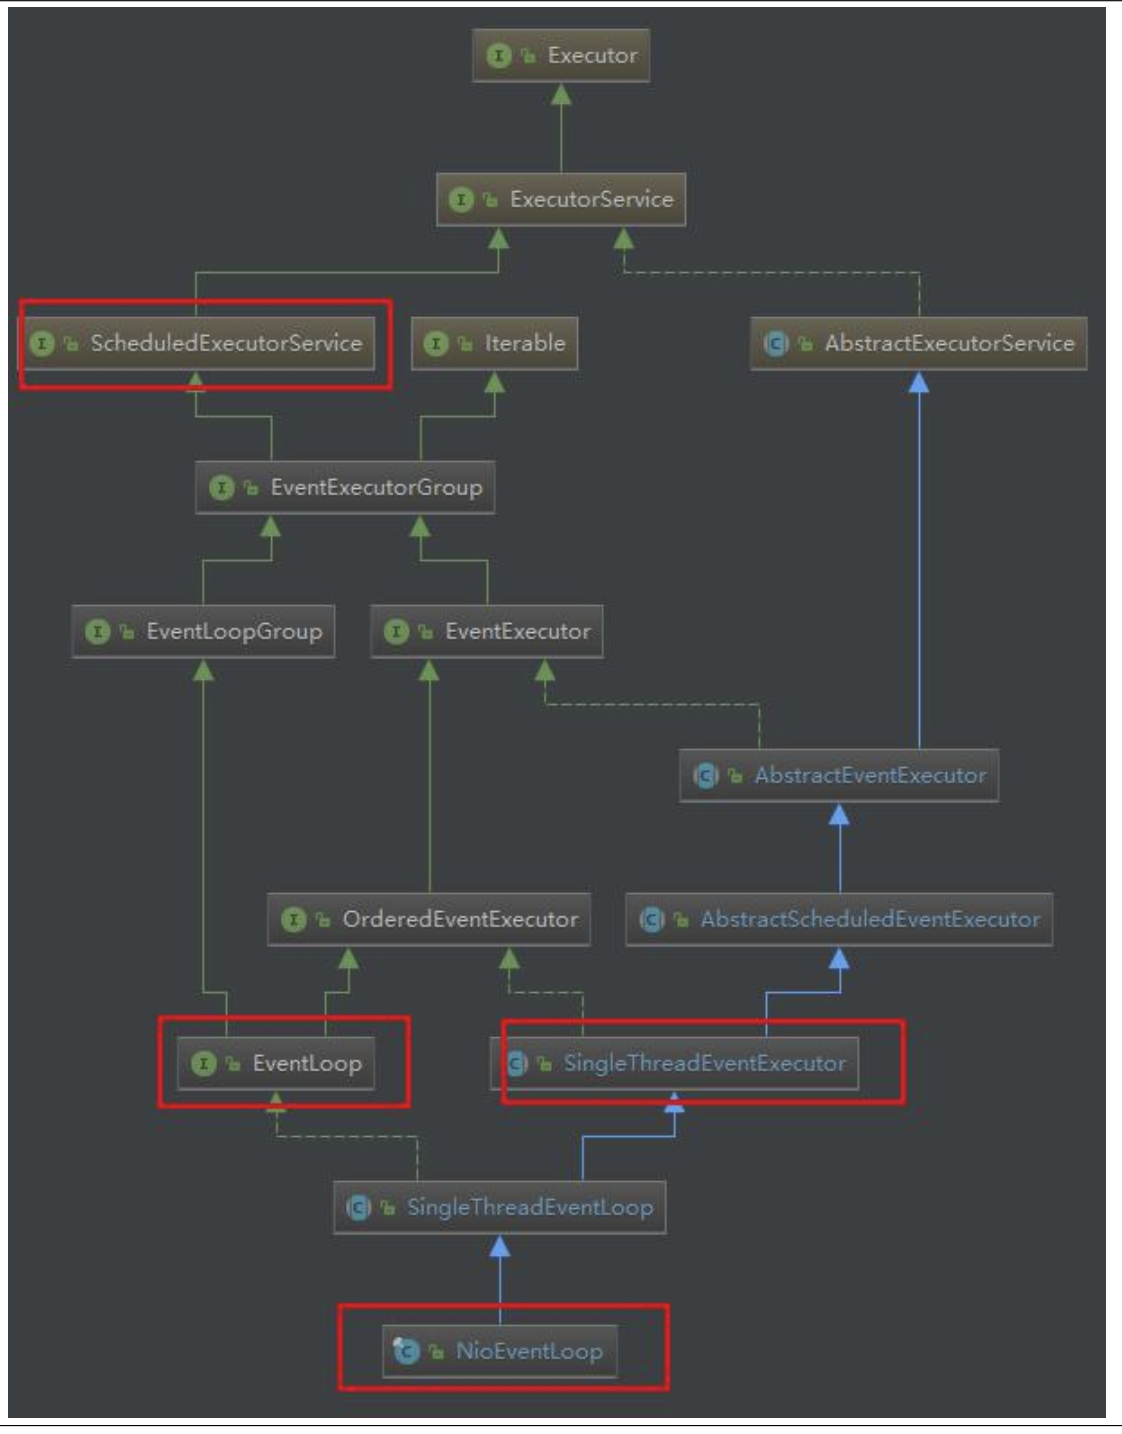 Executor
ExecutorService
ScheduledExecutorService
Iterable
AbstractExecutorService
EventExecutorGroup
EventLoopGroup
EventExecutor
AbstractEventExecutor
OrderedEventExecutor
AbstractScheduledEventExecutor
EventLoop
SingleThreadEventExecutor
SingleThreadEventLoop
NioEventLoop